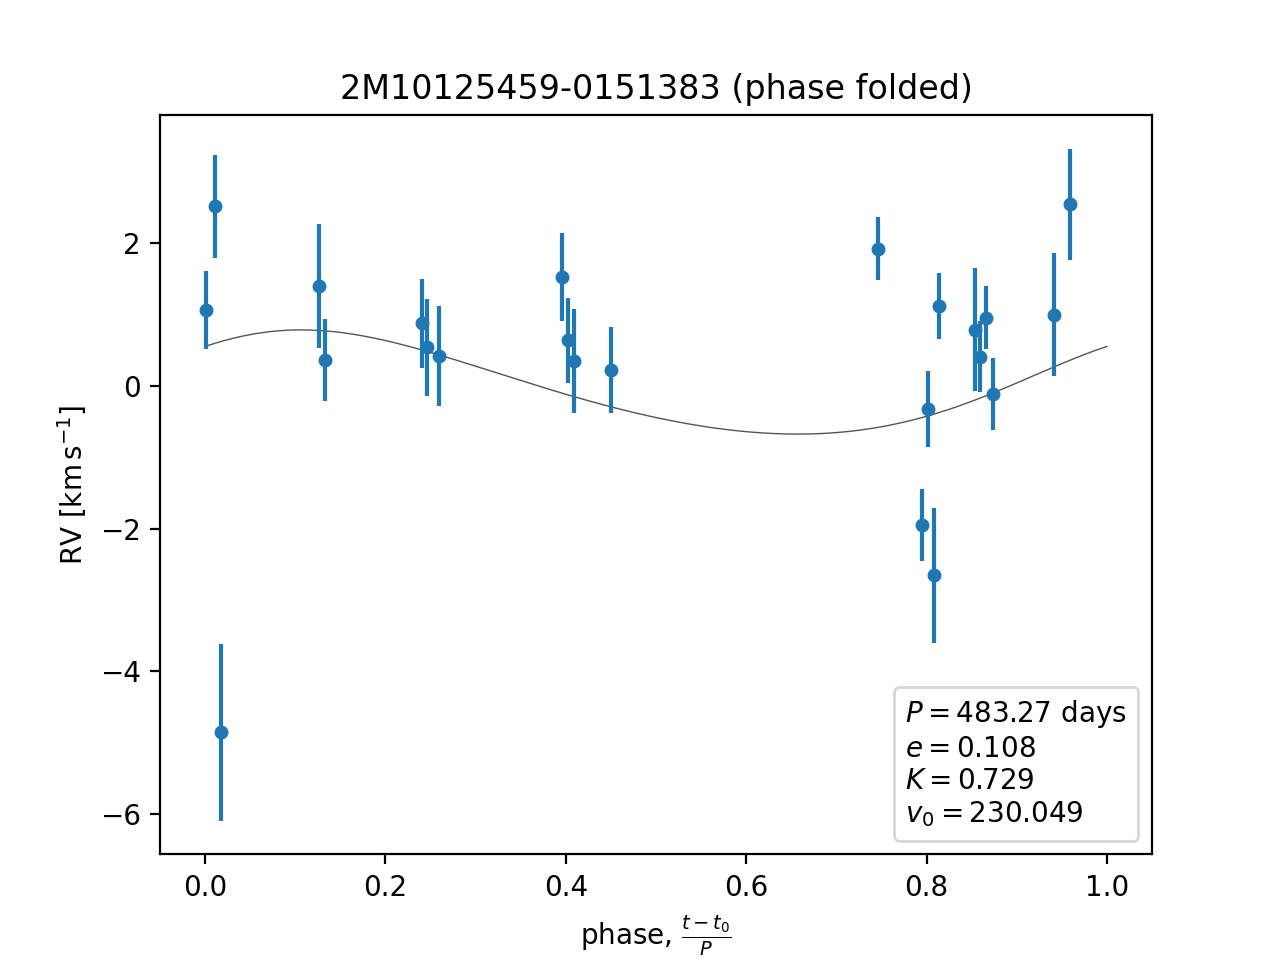 2M10125459-0151383 (phase folded)
RV [km s⁻¹]
2
0
−2
−4
−6
P = 483.27 days
e = 0.108
K = 0.729
v₀ = 230.049
0.0 0.2 0.4 0.6 0.8 1.0
phase, (t − t₀)/P